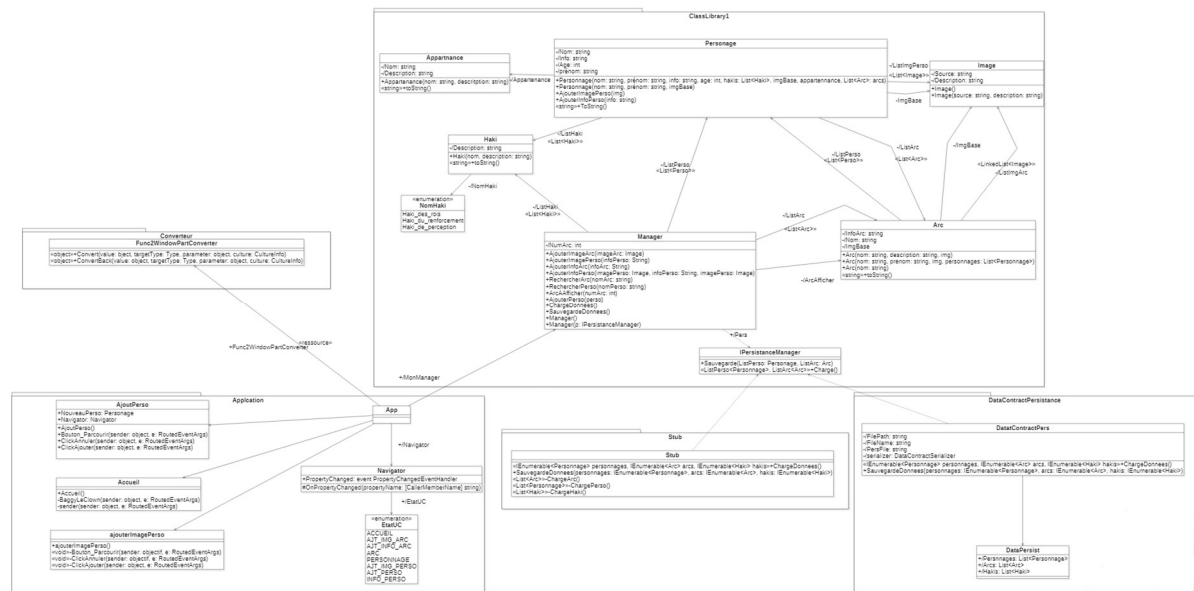 ClassLibrary1
Personage
-/Nom: string
-/Info: string
-/Age: int
-/prenom: string
+Personnage(nom: string, prénom: string, info: string, age: int, hakis: List<Haki>, imgBase, appartennance, List<Arc>: arcs)
+Personnage(nom: string, prénom: string, imgBase)
+AjouterImagePerso(img)
+AjouterInfoPerso(info: string)
«string»+ToString()
Appartnance
-/Nom: string
-/Description: string
+Appartenance(nom: string, description: string)
«string»+toString()
-/Appartenance
-/ListImgPerso
<List<Image>>
-ImgBase
Image
-/Source: string
-/Description: string
+Image()
+Image(source: string, description: string)
Haki
-/Description: string
+Haki(nom, description: string)
«string»+toString()
-/ListHaki
<List<Haki>>
-/NomHaki
«enumeration»
NomHaki
Haki_des_rois
Haki_du_renforcement
Haki_de_perception
-/ListPerso
<List<Perso>>
-/ListHaki
<List<Haki>>
-/ListPerso
<List<Perso>>
-/ListArc
<List<Arc>>
-/ImgBase
<LinkedList<Image>>
-/ListImgArc
-/ListArc
<List<Arc>>
-/ArcAfficher
Arc
-/InfoArc: string
-/Nom: string
-/ImgBase
+Arc(nom: string, description: string, img)
+Arc(nom: string, prenom: string, img, personnages: List<Personnage>)
+Arc(nom: string)
«string»+toString()
Manager
-/NumArc: int
+AjouterImageArc(imageArc: Image)
+AjouterImagePerso(infoPerso: String)
+AjouterInfoArc(infoArc: String)
+AjouterInfoPerso(imagePerso: Image, infoPerso: String, imagePerso: Image)
+RechercherArc(nomArc: string)
+RechercherPerso(nomPerso: string)
+ArcAAfficher(numArc: int)
+AjouterPerso(perso)
+ChargeDonnees()
+SauvegardeDonnees()
+Manager()
+Manager(p: IPersistanceManager)
+/Pers
IPersistanceManager
+Sauvegarde(ListPerso: Personage, ListArc: Arc)
«ListPerso<Personnage>, ListArc<Arc>»+Charge()
Converteur
Func2WindowPartConverter
«object»+Convert(value: bject, targetType: Type, parameter: object, culture: CultureInfo)
«object»+ConvertBack(value: object, targetType: Type, parameter: object, culture: CultureInfo)
«ressource»
+Func2WindowPartConverter
+/MonManager
Applcation
App
AjoutPerso
+NouveauPerso: Personage
+Navigator: Navigator
+AjoutPerso()
+Bouton_Parcourir(sender: object, e: RoutedEventArgs)
+ClickAnnuler(sender: object, e: RoutedEventArgs)
+ClickAjouter(sender: object, e: RoutedEventArgs)
Accueil
+Accueil()
-BaggyLeClown(sender: object, e: RoutedEventArgs)
-sender(sender: object, e: RoutedEventArgs)
ajouterImagePerso
+ajouterImagePerso()
«void»-Bouton_Parcourir(sender: objectif, e: RoutedEventArgs)
«void»-ClickAnnuler(sender: object, e: RoutedEventArgs)
«void»-ClickAjouter(sender: object, e: RoutedEventArgs)
+/Navigator
Navigator
+PropertyChanged: event PropertyChangedEventHandler
#OnPropertyChanged(propertyName: [CallerMemberName] string)
+/EtatUC
«enumeration»
EtatUC
ACCUEIL
AJT_IMG_ARC
AJT_INFO_ARC
ARC
PERSONNAGE
AJT_IMG_PERSO
AJT_PERSO
INFO_PERSO
Stub
Stub
«IEnumerable<Personnage> personnages, IEnumerable<Arc> arcs, IEnumerable<Haki> hakis»+ChargeDonnees()
+SauvegardeDonnees(personnages: IEnumerable<Personnage>, arcs: IEnumerable<Arc>, hakis: IEnumerable<Haki>)
«List<Arc>»-ChargeArc()
«List<Personnage>»-ChargePerso()
«List<Hak>»-ChargeHaki()
DataContractPersistance
DatatContractPers
-/FilePath: string
-/FileName: string
-/PersFile: string
-/serializer: DataContractSerializer
«IEnumerable<Personnage> personnages, IEnumerable<Arc> arcs, IEnumerable<Haki> hakis»+ChargeDonnees()
+SauvegardeDonnees(personnages: IEnumerable<Personnage>, arcs: IEnumerable<Arc>, hakis: IEnumerable<Haki>)
DataPersist
+/Persnnages: List<Personnage>
+/Arcs: List<Arc>
+/Hakis: List<Haki>